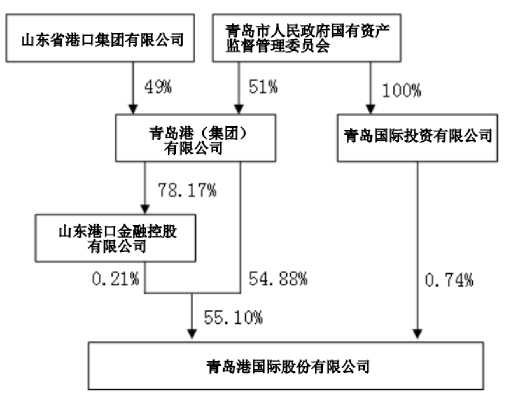 山东省港口集团有限公司
青岛市人民政府国有资产
监督管理委员会
49%
51%
100%
青岛港（集团）
有限公司
青岛国际投资有限公司
78.17%
山东港口金融控股
有限公司
0.21%
54.88%
0.74%
55.10%
青岛港国际股份有限公司